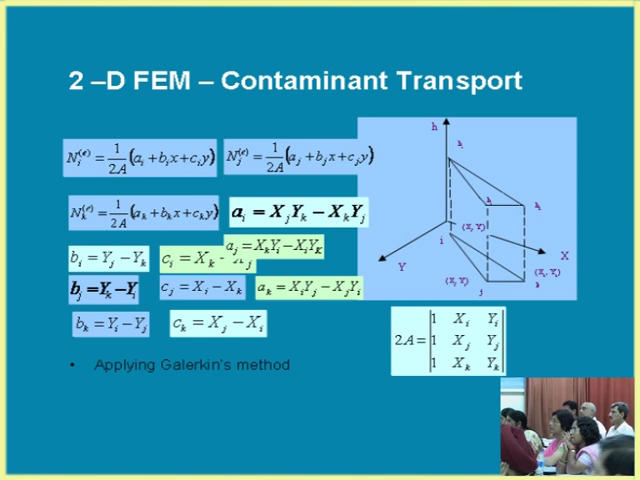 2 –D FEM – Contaminant Transport
N_i^(e) = 1/2A (a_i + b_i x + c_i y)
N_j^(e) = 1/2A (a_j + b_j x + c_j y)
N_k^(e) = 1/2A (a_k + b_k x + c_k y)
a_i = X_j Y_k − X_k Y_j
a_j = X_k Y_i − X_i Y_K
b_i = Y_j − Y_k
c_i = X_k - X_j
b_j = Y_k − Y_i
c_j = X_i − X_k
a_k = X_i Y_j − X_j Y_i
b_k = Y_i − Y_j
c_k = X_j − X_i
h
i
X
Y
j
2A = |1 X_i Y_i|
|1 X_j Y_j|
|1 X_k Y_k|
• Applying Galerkin's method